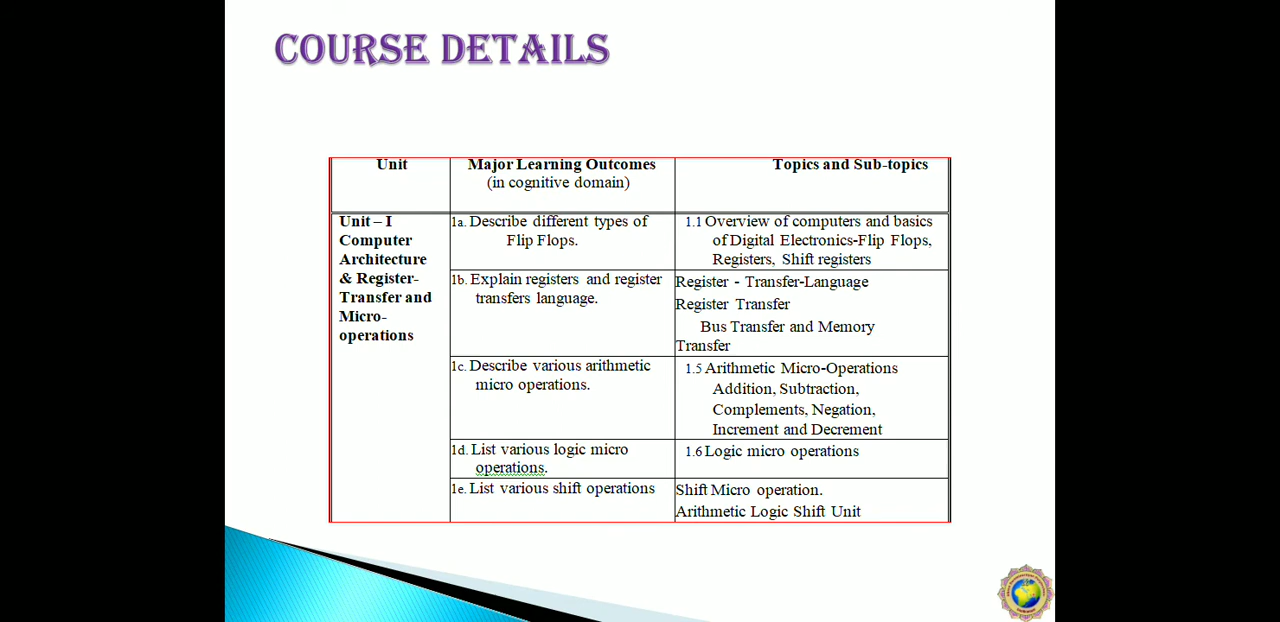 COURSE DETAILS
Unit
Major Learning Outcomes
(in cognitive domain)
Topics and Sub-topics
Unit – I
Computer
Architecture
& Register-
Transfer and
Micro-
operations
1a. Describe different types of
Flip Flops.
1.1 Overview of computers and basics
of Digital Electronics-Flip Flops,
Registers, Shift registers
1b. Explain registers and register
transfers language.
Register - Transfer-Language
Register Transfer
Bus Transfer and Memory
Transfer
1c. Describe various arithmetic
micro operations.
1.5 Arithmetic Micro-Operations
Addition, Subtraction,
Complements, Negation,
Increment and Decrement
1d. List various logic micro
operations.
1.6 Logic micro operations
1e. List various shift operations
Shift Micro operation.
Arithmetic Logic Shift Unit